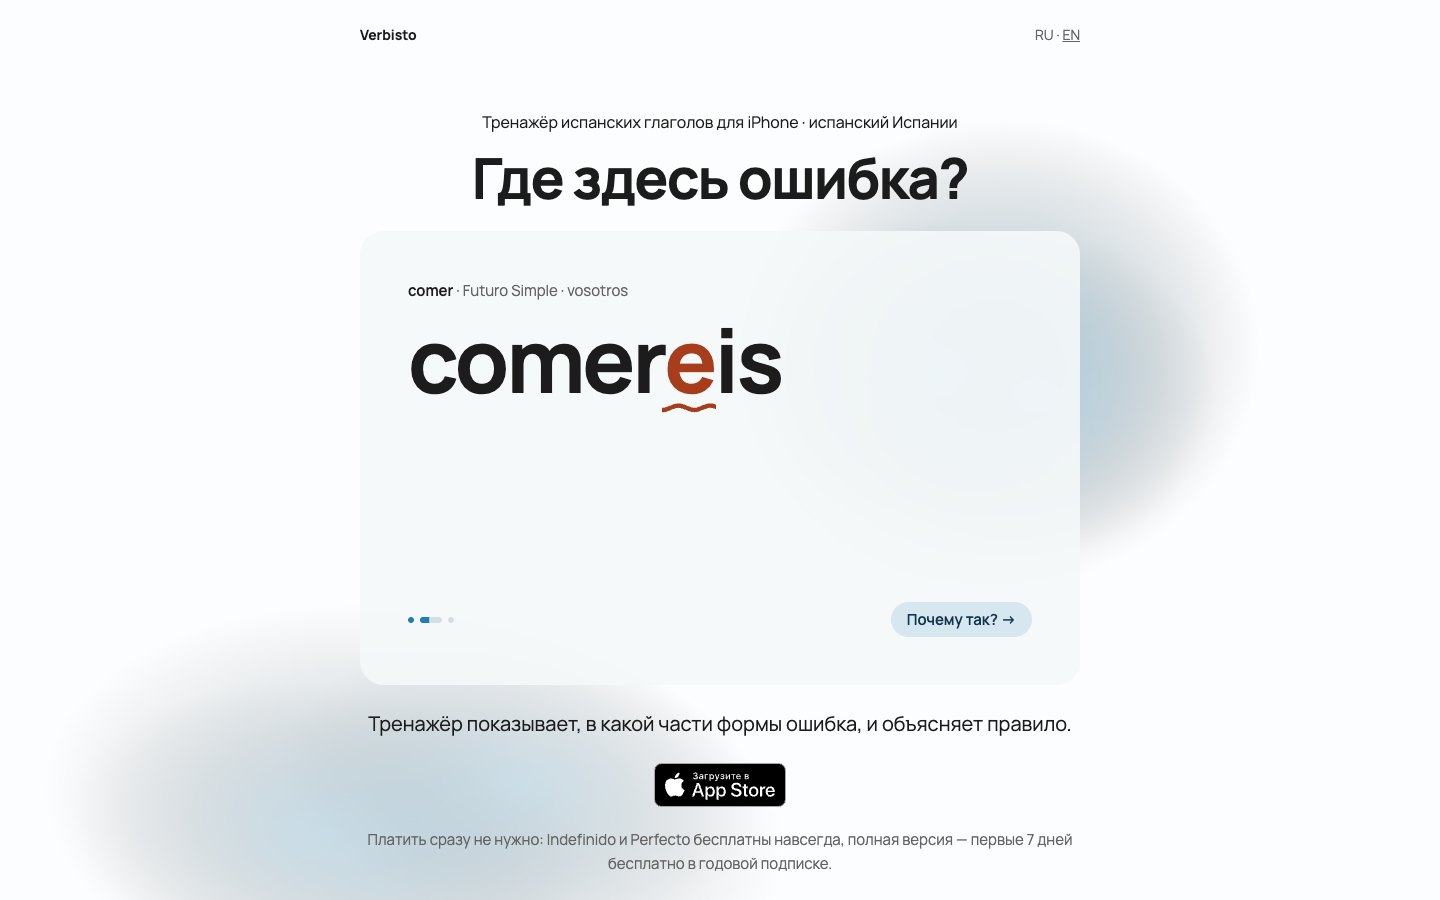 Verbisto
RU · EN
Тренажёр испанских глаголов для iPhone · испанский Испании
Где здесь ошибка?
comer · Futuro Simple · vosotros
comereis
Почему так? →
Тренажёр показывает, в какой части формы ошибка, и объясняет правило.
Загрузите в
App Store
Платить сразу не нужно: Indefinido и Perfecto бесплатны навсегда, полная версия — первые 7 дней
бесплатно в годовой подписке.